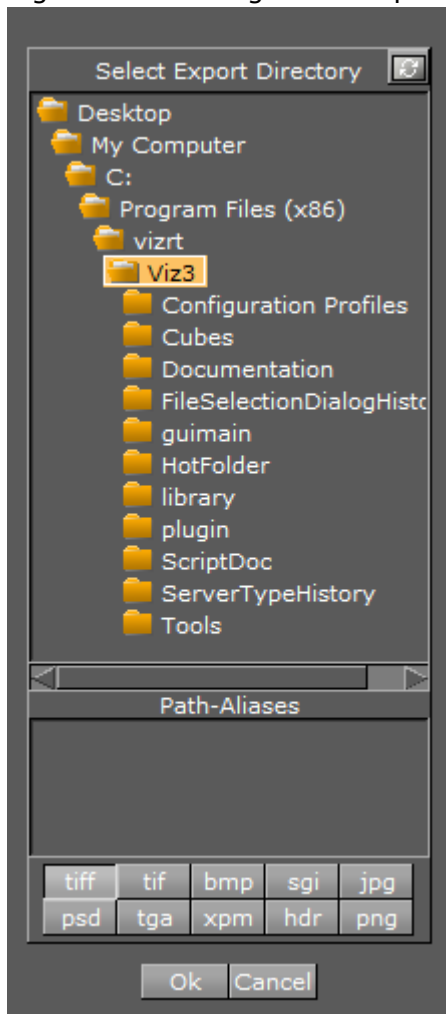 Select Export Directory
Desktop
My Computer
C:
Program Files (x86)
vizrt
Viz3
Configuration Profiles
Cubes
Documentation
FileSelectionDialogHisto
guimain
HotFolder
library
plugin
ScriptDoc
ServerTypeHistory
Tools
Path-Aliases
tiff tif bmp sgi jpg
psd tga xpm hdr png
Ok Cancel